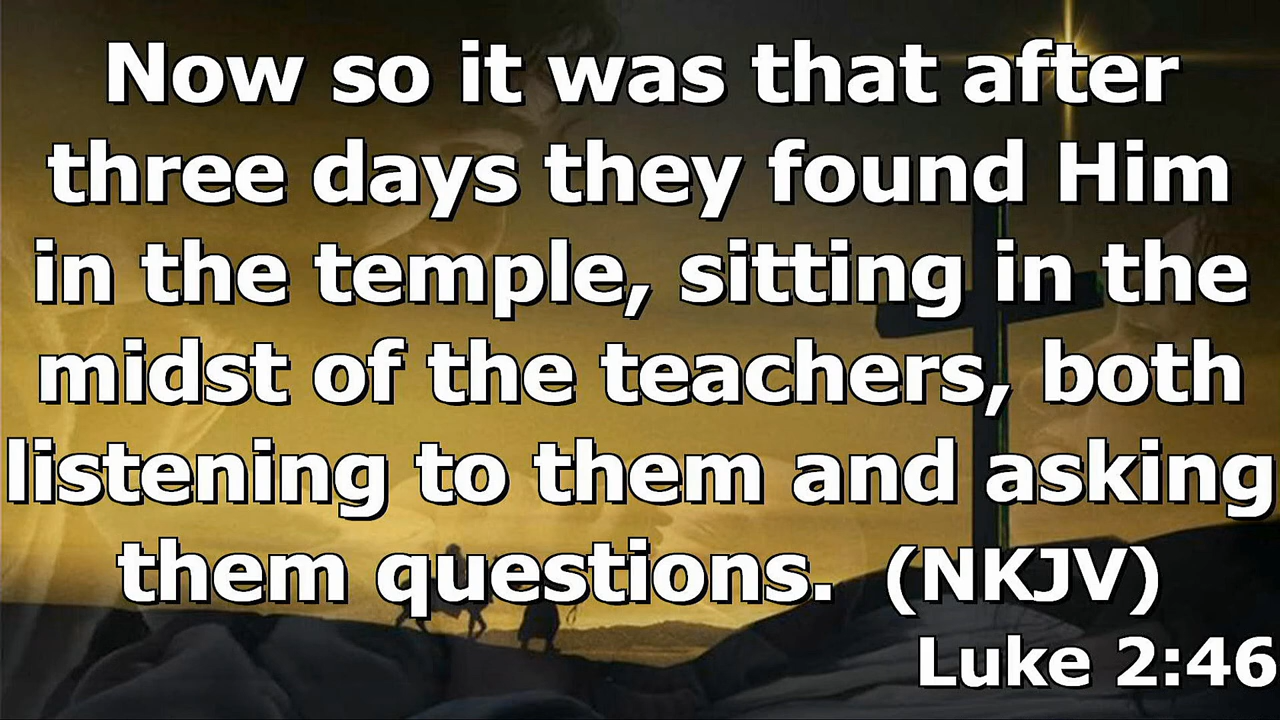 Now so it was that after
three days they found Him
in the temple, sitting in the
midst of the teachers, both
listening to them and asking
them questions.  (NKJV)
Luke 2:46